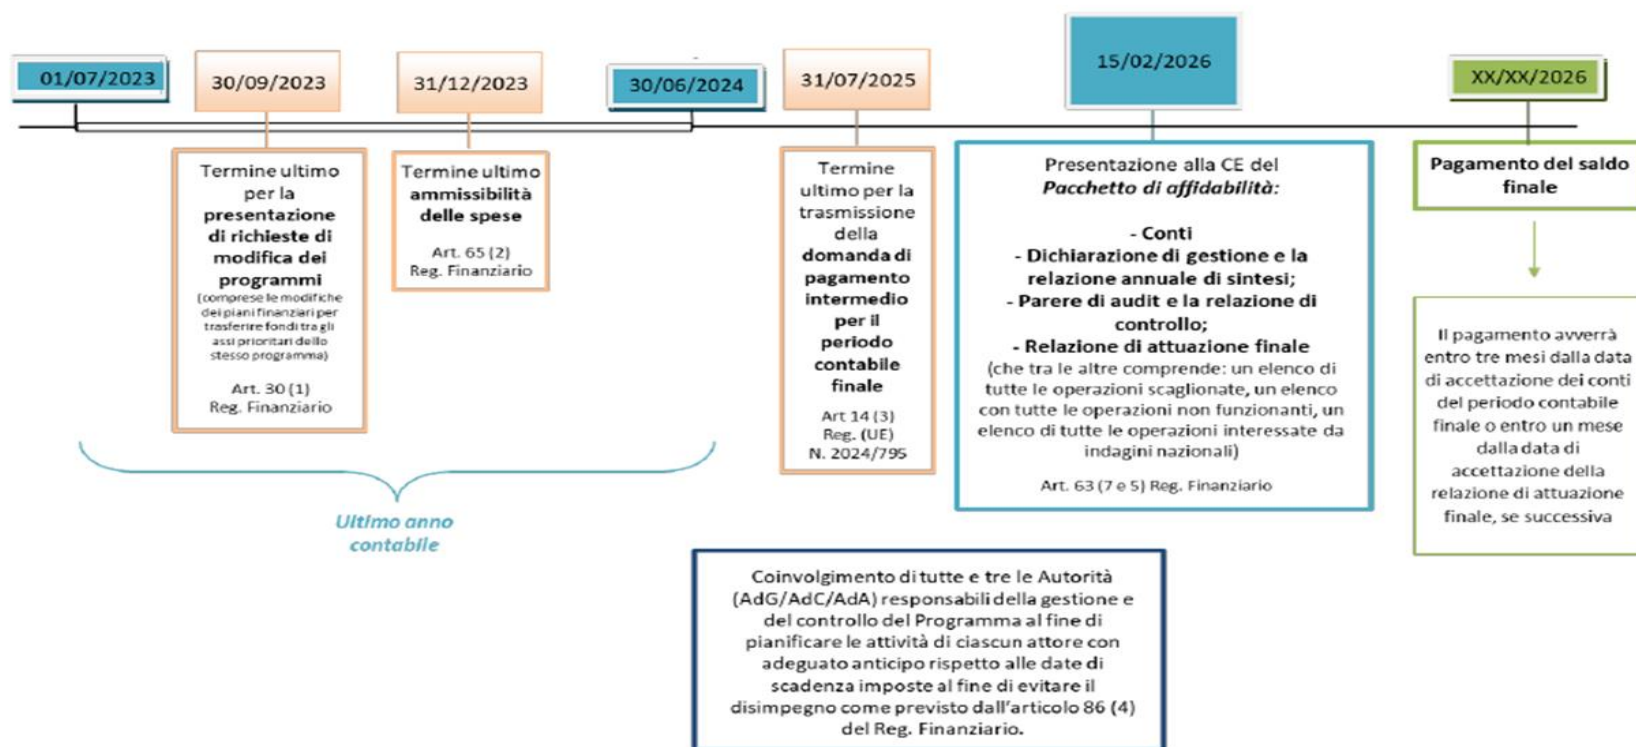 01/07/2023
30/09/2023
31/12/2023
30/06/2024
31/07/2025
15/02/2026
XX/XX/2026
Termine ultimo
per la
presentazione
di richieste di
modifica dei
programmi
(comprese le modifiche
dei piani finanziari per
trasferire fondi tra gli
assi prioritari dello
stesso programma)
Art. 30 (1)
Reg. Finanziario
Termine ultimo
ammissibilità
delle spese
Art. 65 (2)
Reg. Finanziario
Termine
ultimo per la
trasmissione
della
domanda di
pagamento
intermedio
per il
periodo
contabile
finale
Art 14 (3)
Reg. (UE)
N. 2024/795
Presentazione alla CE del
Pacchetto di affidabilità:
- Conti
- Dichiarazione di gestione e la
relazione annuale di sintesi;
- Parere di audit e la relazione di
controllo;
- Relazione di attuazione finale
(che tra le altre comprende: un elenco di
tutte le operazioni scaglionate, un elenco
con tutte le operazioni non funzionanti, un
elenco di tutte le operazioni interessate da
indagini nazionali)
Art. 63 (7 e 5) Reg. Finanziario
Pagamento del saldo
finale
Il pagamento avverrà
entro tre mesi dalla data
di accettazione dei conti
del periodo contabile
finale o entro un mese
dalla data di
accettazione della
relazione di attuazione
finale, se successiva
Ultimo anno
contabile
Coinvolgimento di tutte e tre le Autorità
(AdG/AdC/AdA) responsabili della gestione e
del controllo del Programma al fine di
pianificare le attività di ciascun attore con
adeguato anticipo rispetto alle date di
scadenza imposte al fine di evitare il
disimpegno come previsto dall'articolo 86 (4)
del Reg. Finanziario.